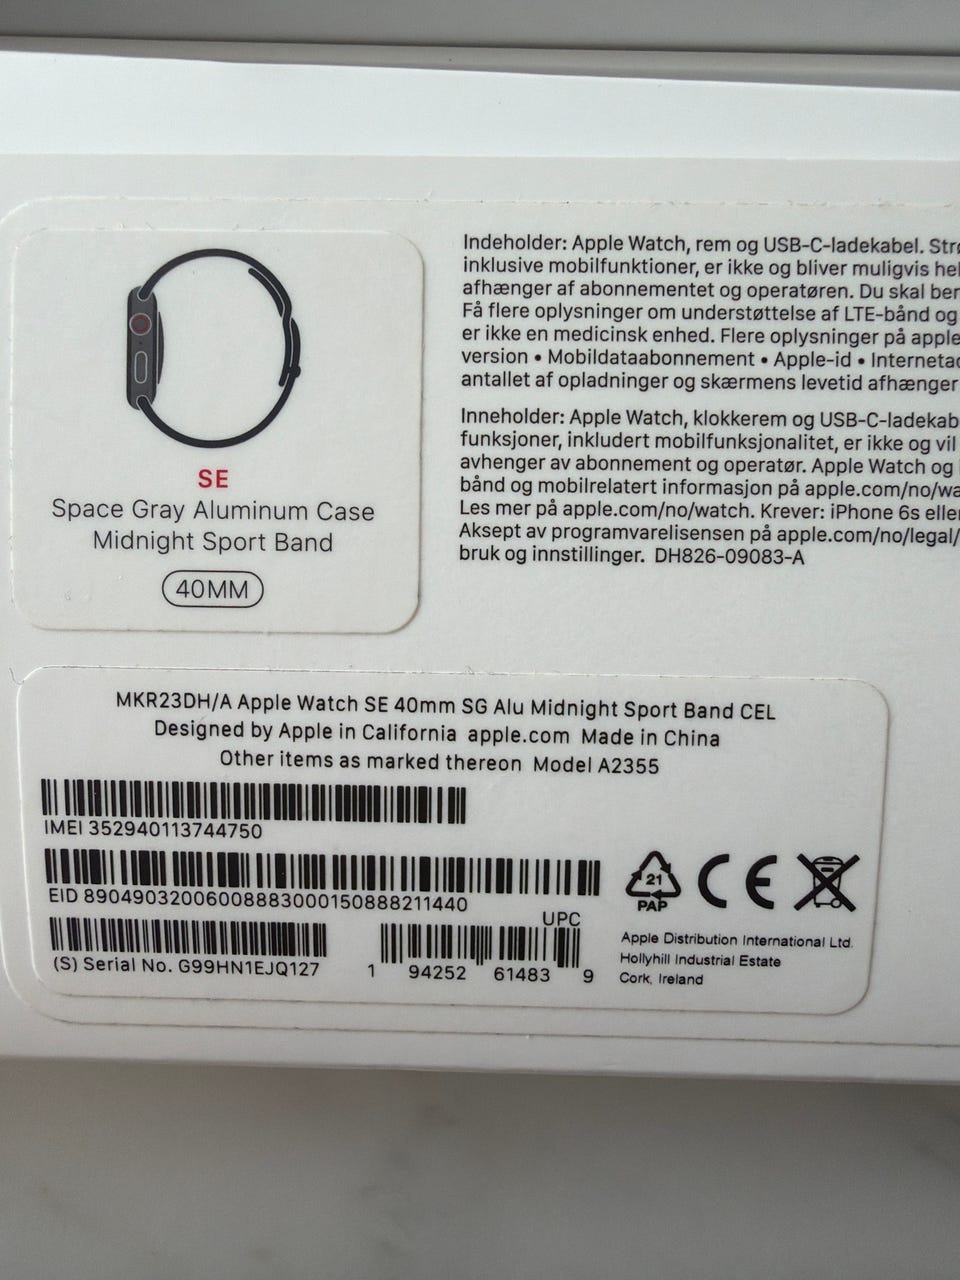 SE
Space Gray Aluminum Case
Midnight Sport Band
40MM
Indeholder: Apple Watch, rem og USB-C-ladekabel.
inklusive mobilfunktioner, er ikke og bliver muligvis
afhænger af abonnementet og operatøren. Du skal
Få flere oplysninger om understøttelse af LTE-bånd og
er ikke en medicinsk enhed. Flere oplysninger på apple
version • Mobildataabonnement • Apple-id •
antallet af opladninger og skærmens levetid afhænger
Inneholder: Apple Watch, klokkerem og
funksjoner, inkludert mobilfunksjonalitet, er ikke og vil
avhenger av abonnement og operatør. Apple Watch og
bånd og mobilrelatert informasjon på
Les mer på apple.com/no/watch. Krever: iPhone 6s
Aksept av programvarelisensen på apple.com/no/legal/
bruk og innstillinger. DH826-09083-A
MKR23DH/A Apple Watch SE 40mm SG Alu Midnight Sport Band CEL
Designed by Apple in California apple.com Made in China
Other items as marked thereon Model A2355
IMEI 352940113744750
EID 89049032006008883000150888211440
UPC
(S) Serial No. G99HN1EJQ127
1 94252 61483 9
21
PAP
CE
Apple Distribution International Ltd.
Hollyhill Industrial Estate
Cork, Ireland